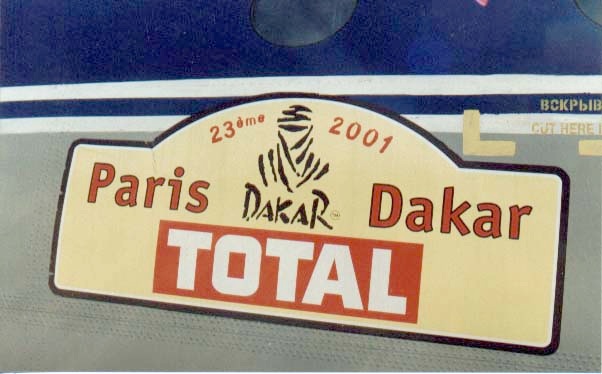 ВСКРЫВ
CUT HERE I
23ème 2001
Paris DAKAR Dakar
TOTAL